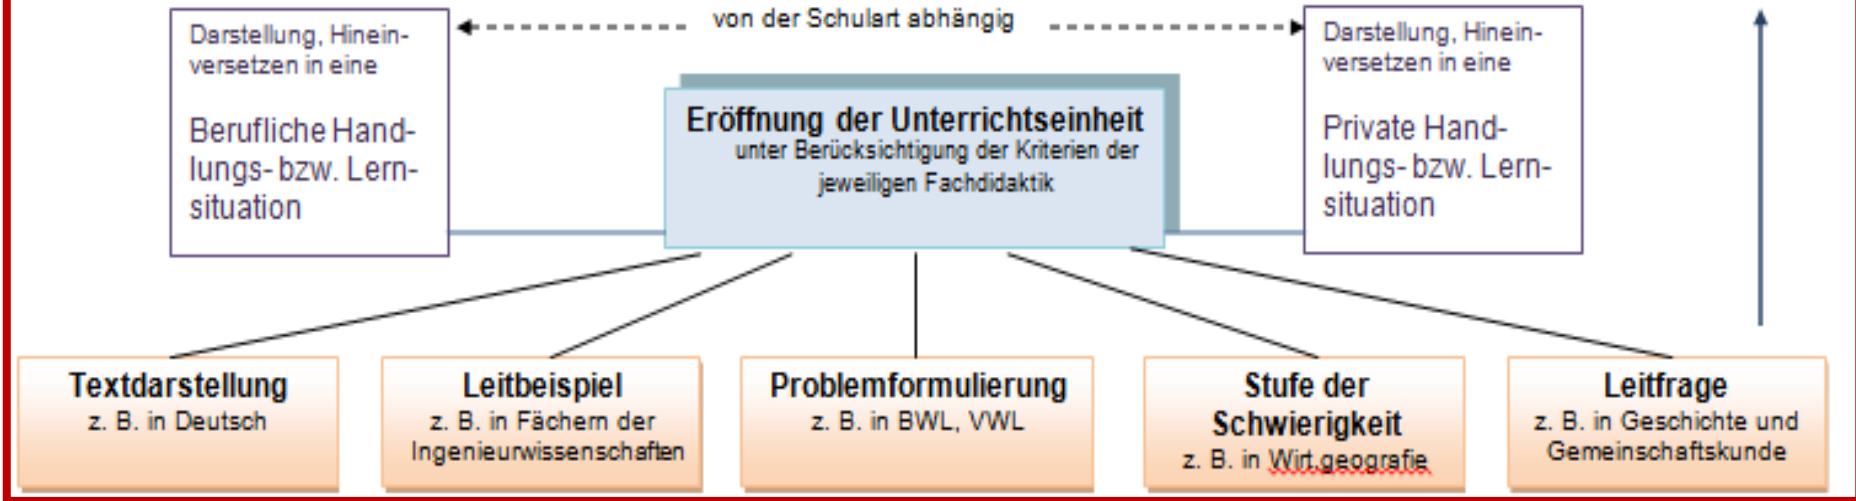 von der Schulart abhängig
Darstellung, Hinein-
versetzen in eine
Berufliche Hand-
lungs- bzw. Lern-
situation
Eröffnung der Unterrichtseinheit
unter Berücksichtigung der Kriterien der
jeweiligen Fachdidaktik
Darstellung, Hinein-
versetzen in eine
Private Hand-
lungs- bzw. Lern-
situation
Textdarstellung
z. B. in Deutsch
Leitbeispiel
z. B. in Fächern der
Ingenieurwissenschaften
Problemformulierung
z. B. in BWL, VWL
Stufe der
Schwierigkeit
z. B. in Wirt.geografie
Leitfrage
z. B. in Geschichte und
Gemeinschaftskunde